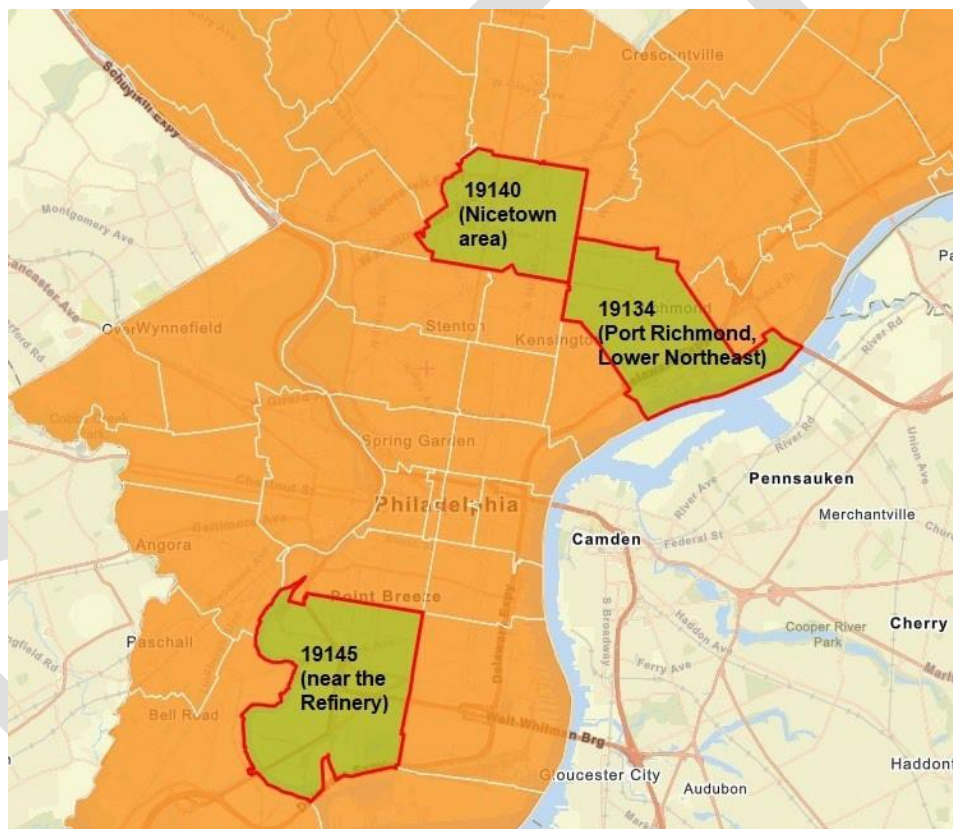 Crescentville
Schuylkill Expy
19140
(Nicetown
area)
Montgomery Ave
Lancaster Ave
Wynnefield
Stenton
Kensington
19134
(Port Richmond,
Lower Northeast)
River Rd
River Rd
Union Ave
Spring Garden
Chestnut St
Philadelphia
Baltimore Ave
Angora
River Ave
Pennsauken
Merchantville
Camden
Federal St
Point Breeze
S Broadway
Haddon Ave
Cooper River
Park
Cherry
Paschall
Ferry Ave
Delaware Expy
19145
(near the
Refinery)
Bell Road
Walt Whitman Brg
Gloucester City
Audubon